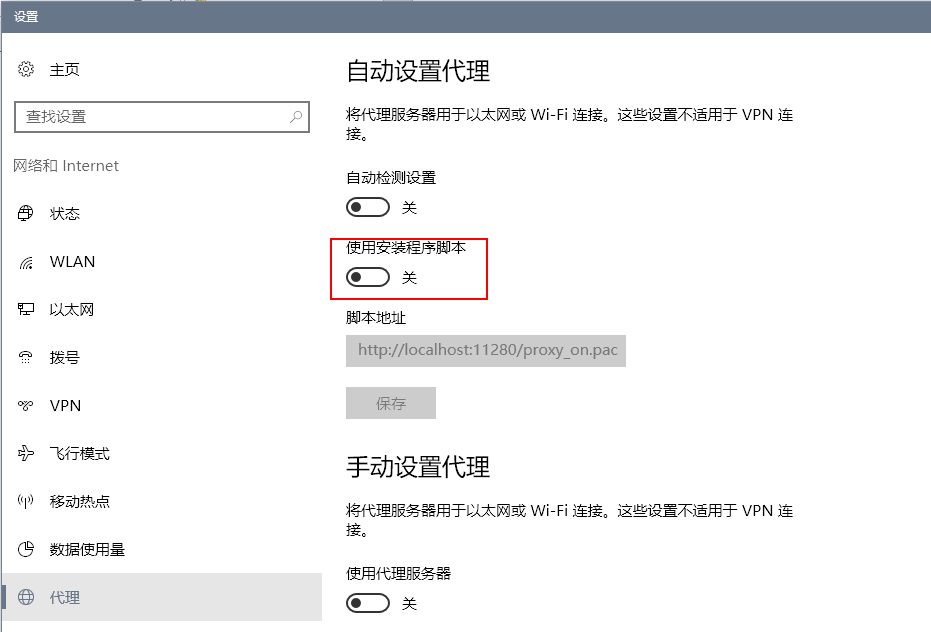 设置
主页
查找设置
网络和 Internet
状态
WLAN
以太网
拨号
VPN
飞行模式
移动热点
数据使用量
代理
自动设置代理
将代理服务器用于以太网或 Wi-Fi 连接。这些设置不适用于 VPN 连
接。
自动检测设置
关
使用安装程序脚本
关
脚本地址
http://localhost:11280/proxy_on.pac
保存
手动设置代理
将代理服务器用于以太网或 Wi-Fi 连接。这些设置不适用于 VPN 连
接。
使用代理服务器
关